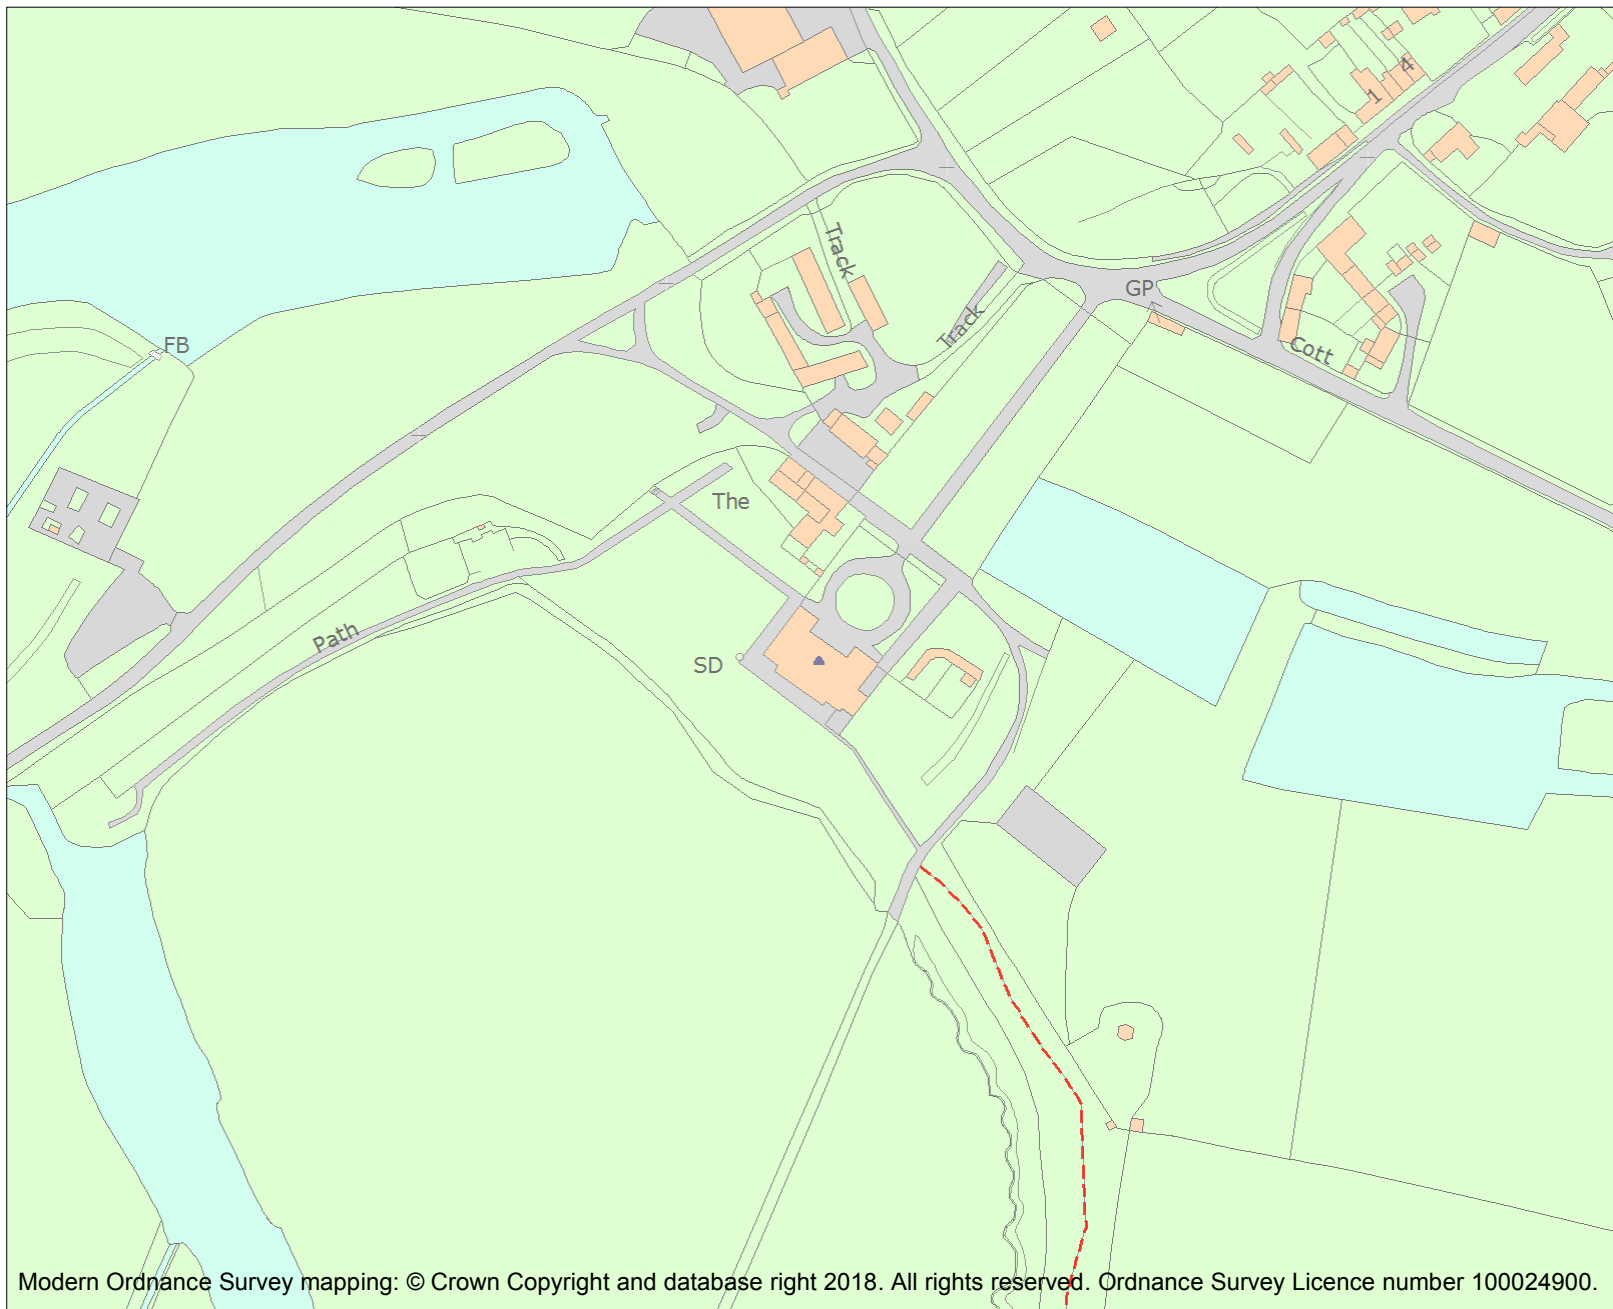 4
1
Track
Track
GP
FB
Cott
The
Path
SD
Modern Ordnance Survey mapping: © Crown Copyright and database right 2018. All rights reserved. Ordnance Survey Licence number 100024900.